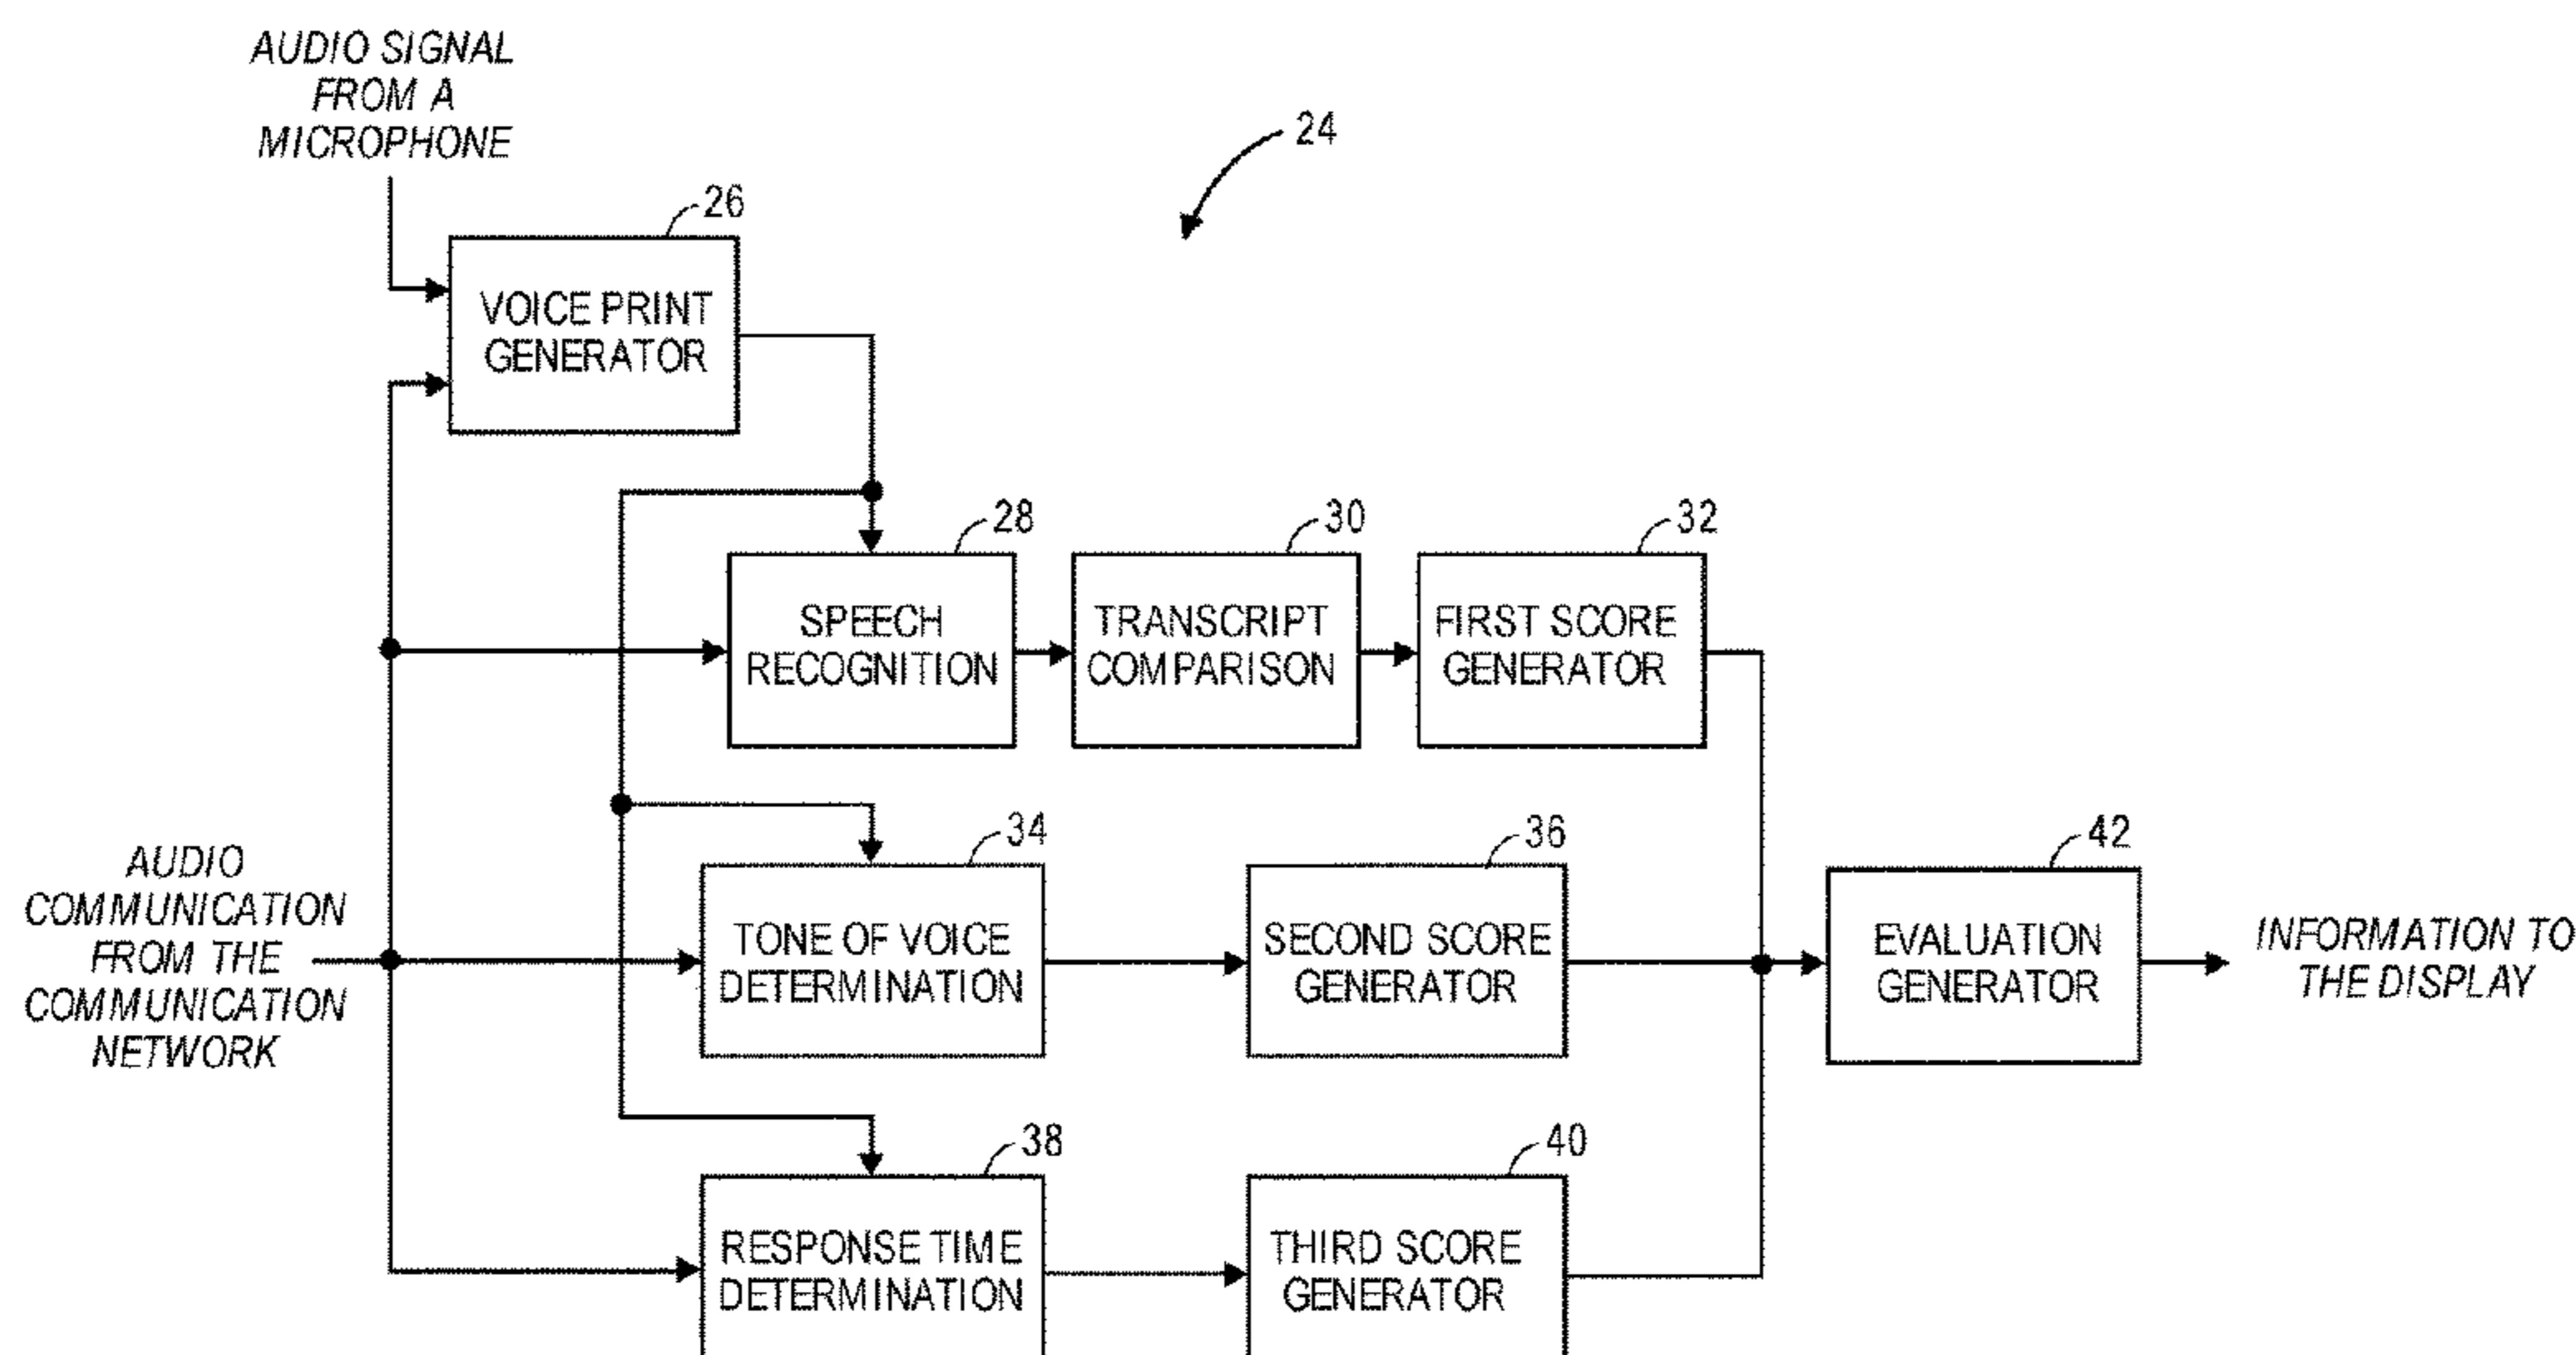 AUDIO SIGNAL
FROM A
MICROPHONE
24
26
VOICE PRINT
GENERATOR
28
30
32
SPEECH
RECOGNITION
TRANSCRIPT
COMPARISON
FIRST SCORE
GENERATOR
34
36
42
AUDIO
COMMUNICATION
FROM THE
COMMUNICATION
NETWORK
TONE OF VOICE
DETERMINATION
SECOND SCORE
GENERATOR
EVALUATION
GENERATOR
INFORMATION TO
THE DISPLAY
38
40
RESPONSE TIME
DETERMINATION
THIRD SCORE
GENERATOR